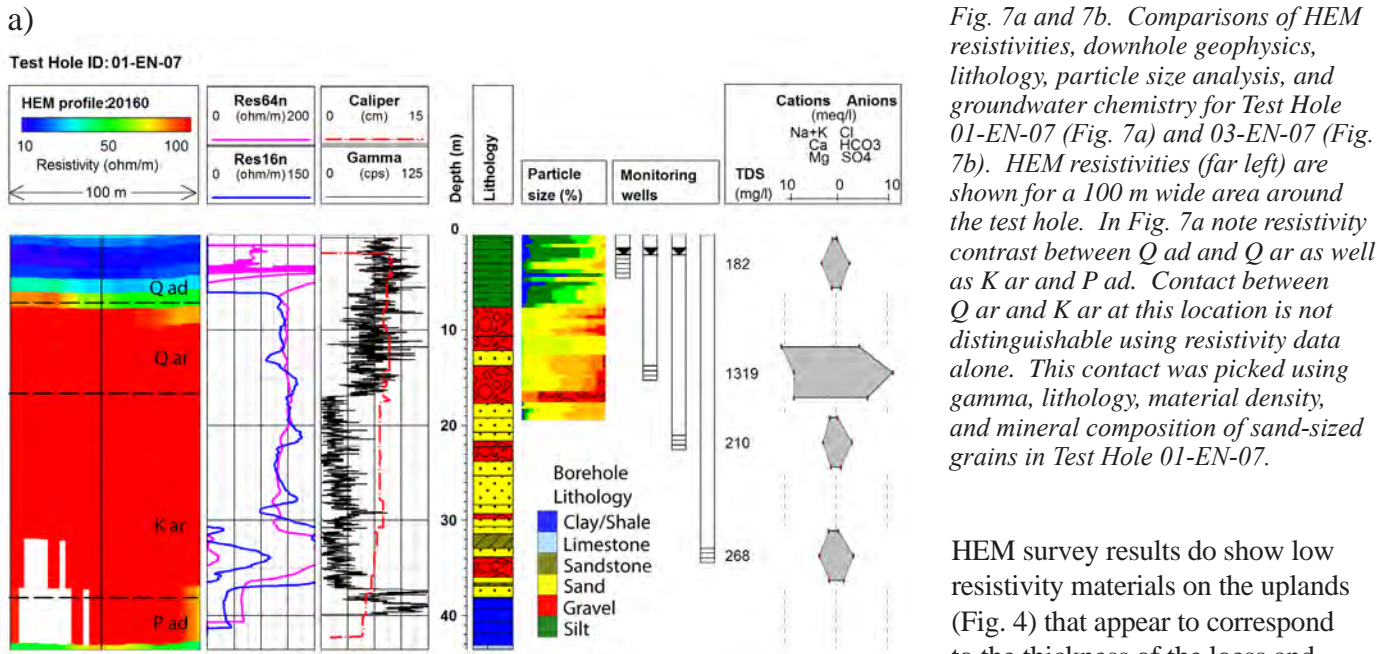 a)
Test Hole ID: 01-EN-07
HEM profile:20160
10 50 100
Resistivity (ohm/m)
100 m
Res64n
0 (ohm/m) 200
Res16n
0 (ohm/m) 150
Caliper
0 (cm) 15
Gamma
0 (cps) 125
Depth (m)
Lithology
Particle
size (%)
Monitoring
wells
TDS
(mg/l)
Cations Anions
(meq/l)
Na+K Cl
Ca HCO3
Mg SO4
10 0 10
0
10
20
30
40
Q ad
Q ar
K ar
P ad
182
1319
210
268
Borehole
Lithology
Clay/Shale
Limestone
Sandstone
Sand
Gravel
Silt
Fig. 7a and 7b. Comparisons of HEM
resistivities, downhole geophysics,
lithology, particle size analysis, and
groundwater chemistry for Test Hole
01-EN-07 (Fig. 7a) and 03-EN-07 (Fig.
7b). HEM resistivities (far left) are
shown for a 100 m wide area around
the test hole. In Fig. 7a note resistivity
contrast between Q ad and Q ar as well
as K ar and P ad. Contact between
Q ar and K ar at this location is not
distinguishable using resistivity data
alone. This contact was picked using
gamma, lithology, material density,
and mineral composition of sand-sized
grains in Test Hole 01-EN-07.
HEM survey results do show low
resistivity materials on the uplands
(Fig. 4) that appear to correspond
to the thickness of the loess and